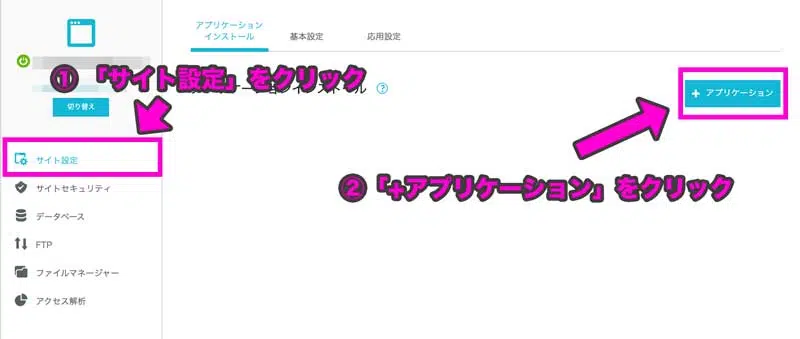 アプリケーション
インストール
基本設定
応用設定
① 「サイト設定」をクリック
アプリケーションインストール
?
+ アプリケーション
切り替え
サイト設定
②「+アプリケーション」をクリック
サイトセキュリティ
データベース
FTP
ファイルマネージャー
アクセス解析